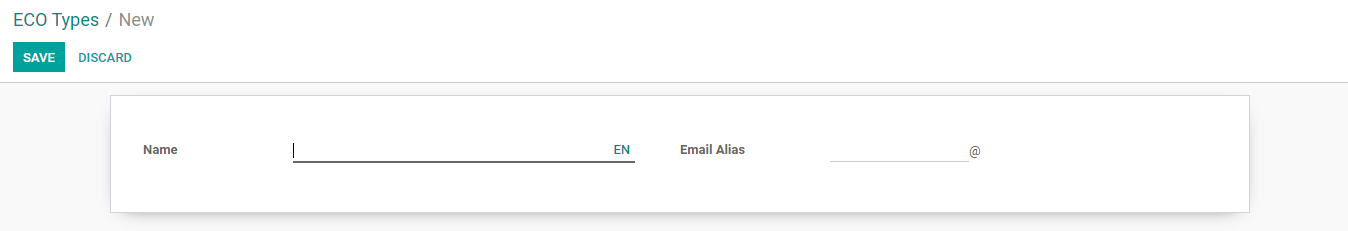 ECO Types / New
SAVE DISCARD
Name EN Email Alias @